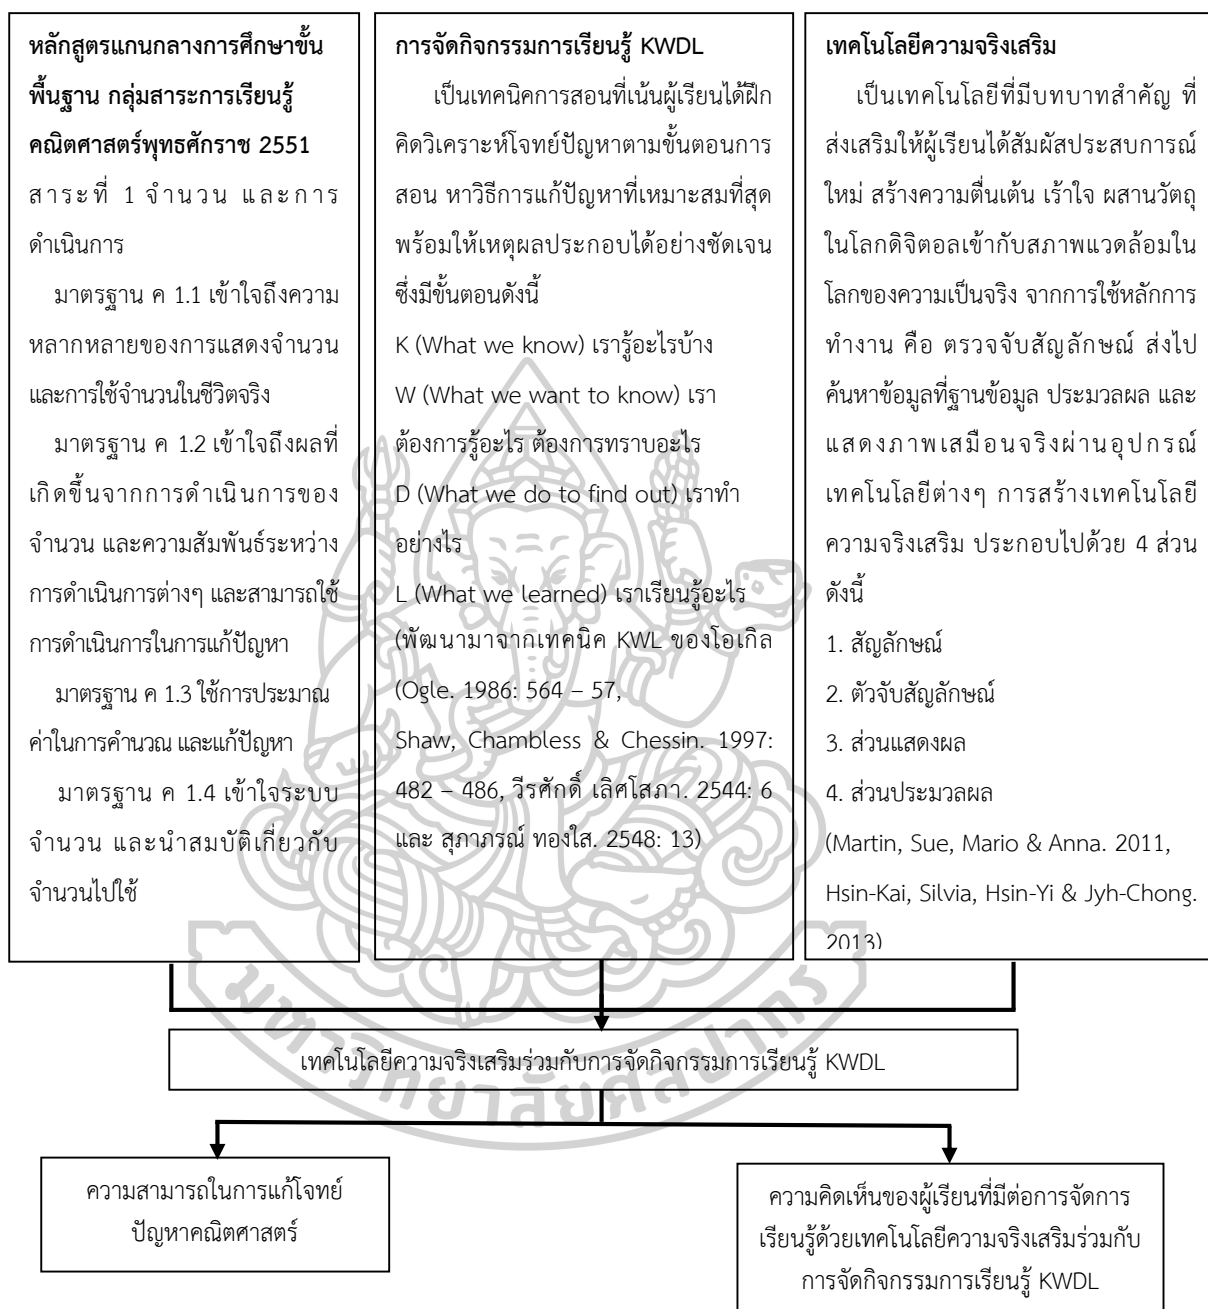 หลักสูตรแกนกลางการศึกษาขั้น
พื้นฐาน กลุ่มสาระการเรียนรู้
คณิตศาสตร์พุทธศักราช 2551
สาระที่ 1 จำนวน และการ
ดำเนินการ
มาตรฐาน ค 1.1 เข้าใจถึงความ
หลากหลายของการแสดงจำนวน
และการใช้จำนวนในชีวิตจริง
มาตรฐาน ค 1.2 เข้าใจถึงผลที่
เกิดขึ้นจากการดำเนินการของ
จำนวน และความสัมพันธ์ระหว่าง
การดำเนินการต่างๆ และสามารถใช้
การดำเนินการในการแก้ปัญหา
มาตรฐาน ค 1.3 ใช้การประมาณ
ค่าในการคำนวณ และแก้ปัญหา
มาตรฐาน ค 1.4 เข้าใจระบบ
จำนวน และนำสมบัติเกี่ยวกับ
จำนวนไปใช้
การจัดกิจกรรมการเรียนรู้ KWDL
เป็นเทคนิคการสอนที่เน้นผู้เรียนได้ฝึก
คิดวิเคราะห์โจทย์ปัญหาตามขั้นตอนการ
สอน หาวิธีการแก้ปัญหาที่เหมาะสมที่สุด
พร้อมให้เหตุผลประกอบได้อย่างชัดเจน
ซึ่งมีขั้นตอนดังนี้
K (What we know) เรารู้อะไรบ้าง
W (What we want to know) เรา
ต้องการรู้อะไร ต้องการทราบอะไร
D (What we do to find out) เราทำ
อย่างไร
L (What we learned) เราเรียนรู้อะไร
(พัฒนามาจากเทคนิค KWL ของโอเกิล
(Ogle. 1986: 564 – 57,
Shaw, Chambless & Chessin. 1997:
482 – 486, วีรศักดิ์ เลิศโสภา. 2544: 6
และ สุภาภรณ์ ทองใส. 2548: 13)
เทคโนโลยีความจริงเสริม
เป็นเทคโนโลยีที่มีบทบาทสำคัญ ที่
ส่งเสริมให้ผู้เรียนได้สัมผัสประสบการณ์
ใหม่ สร้างความตื่นเต้น เร้าใจ ผสานวัตถุ
ในโลกดิจิตอลเข้ากับสภาพแวดล้อมใน
โลกของความเป็นจริง จากการใช้หลักการ
ทำงาน คือ ตรวจจับสัญลักษณ์ ส่งไป
ค้นหาข้อมูลที่ฐานข้อมูล ประมวลผล และ
แสดงภาพเสมือนจริงผ่านอุปกรณ์
เทคโนโลยีต่างๆ การสร้างเทคโนโลยี
ความจริงเสริม ประกอบไปด้วย 4 ส่วน
ดังนี้
1. สัญลักษณ์
2. ตัวจับสัญลักษณ์
3. ส่วนแสดงผล
4. ส่วนประมวลผล
(Martin, Sue, Mario & Anna. 2011,
Hsin-Kai, Silvia, Hsin-Yi & Jyh-Chong.
2013)
เทคโนโลยีความจริงเสริมร่วมกับการจัดกิจกรรมการเรียนรู้ KWDL
มหาวิทยาลัยศิลปากร
ความสามารถในการแก้โจทย์
ปัญหาคณิตศาสตร์
ความคิดเห็นของผู้เรียนที่มีต่อการจัดการ
เรียนรู้ด้วยเทคโนโลยีความจริงเสริมร่วมกับ
การจัดกิจกรรมการเรียนรู้ KWDL